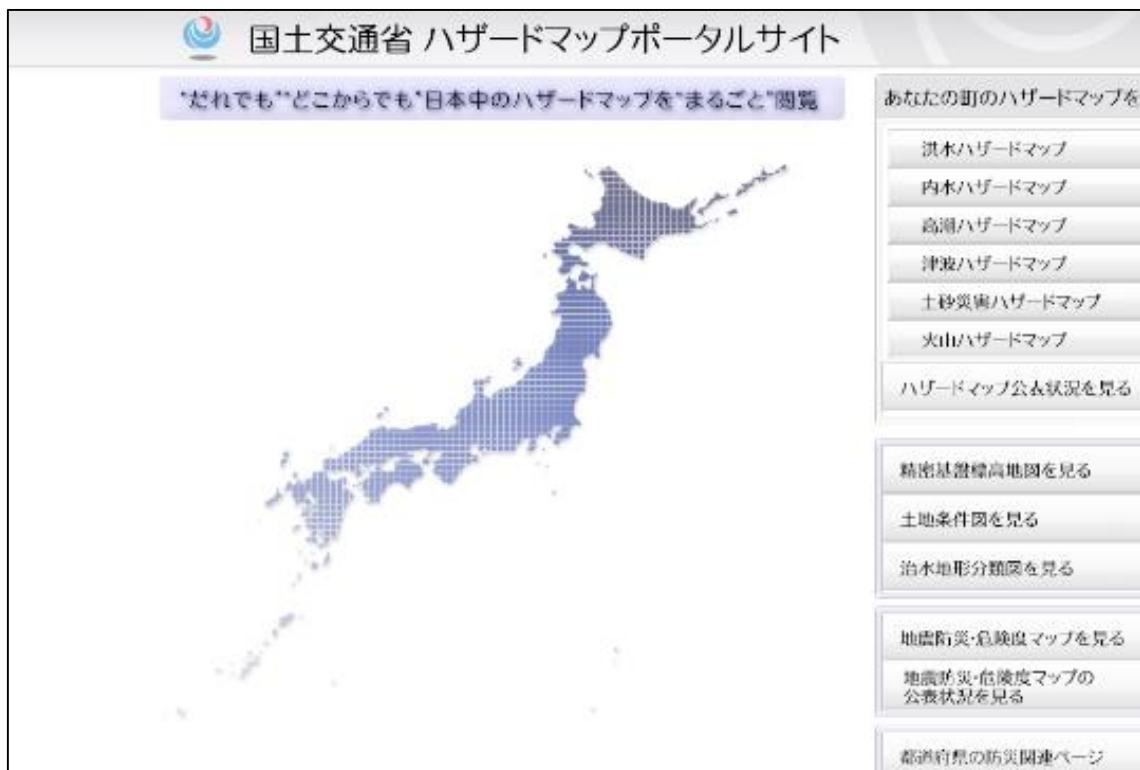 国土交通省 ハザードマップポータルサイト
"だれでも""どこからでも"日本中のハザードマップを"まるごと"閲覧
あなたの町のハザードマップを
洪水ハザードマップ
内水ハザードマップ
高潮ハザードマップ
津波ハザードマップ
土砂災害ハザードマップ
火山ハザードマップ
ハザードマップ公表状況を見る
精密基盤標高地図を見る
土地条件図を見る
治水地形分類図を見る
地震防災・危険度マップを見る
地震防災・危険度マップの
公表状況を見る
都道府県の防災関連ページ